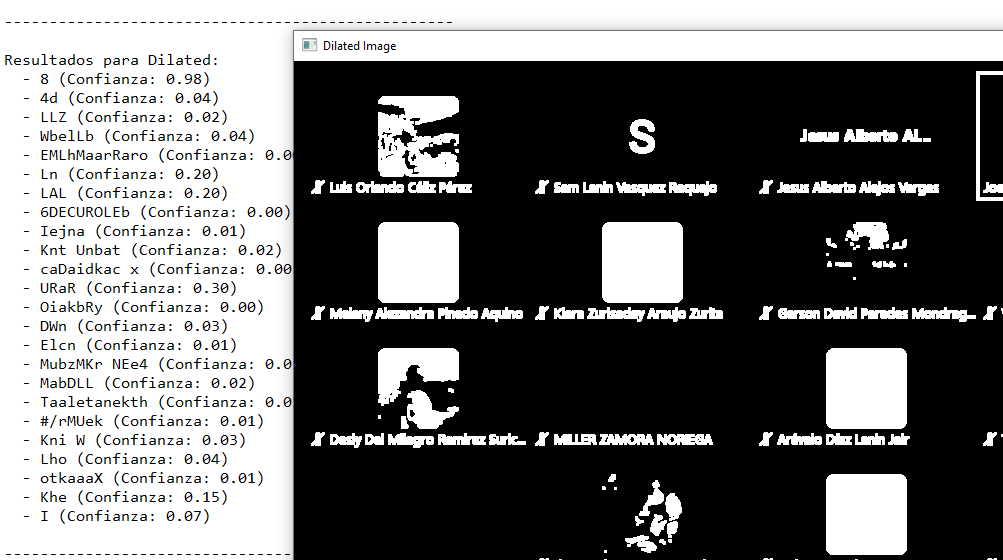 Resultados para Dilated:
- 8 (Confianza: 0.98)
- 4d (Confianza: 0.04)
- LLZ (Confianza: 0.02)
- WbelLb (Confianza: 0.04)
- EMLhMaarRaro (Confianza: 0.0
- Ln (Confianza: 0.20)
- LAL (Confianza: 0.20)
- 6DECUROLEb (Confianza: 0.00)
- Iejna (Confianza: 0.01)
- Knt Unbat (Confianza: 0.02)
- caDaidkac x (Confianza: 0.00
- URaR (Confianza: 0.30)
- OiakbRy (Confianza: 0.00)
- DWn (Confianza: 0.03)
- Elcn (Confianza: 0.01)
- MubzMKr NEe4 (Confianza: 0.0
- MabDLL (Confianza: 0.02)
- Taaletanekth (Confianza: 0.0
- #/rMUek (Confianza: 0.01)
- Kni W (Confianza: 0.03)
- Lho (Confianza: 0.04)
- otkaaaX (Confianza: 0.01)
- Khe (Confianza: 0.15)
- I (Confianza: 0.07)
Dilated Image
S
Jesus Alberto Al...
Luis Orlando Cáliz Pérez
Sam Lenin Vasquez Requejo
Jesus Alberto Alejos Vargas
Melany Alexandra Pinedo Aquino
Kiara Zurisaday Araujo Zurita
Gerson David Paredes Mondrag...
Desly Del Milagro Ramirez Suric...
MILLER ZAMORA NORIEGA
Arévalo Díaz Lenin Jair